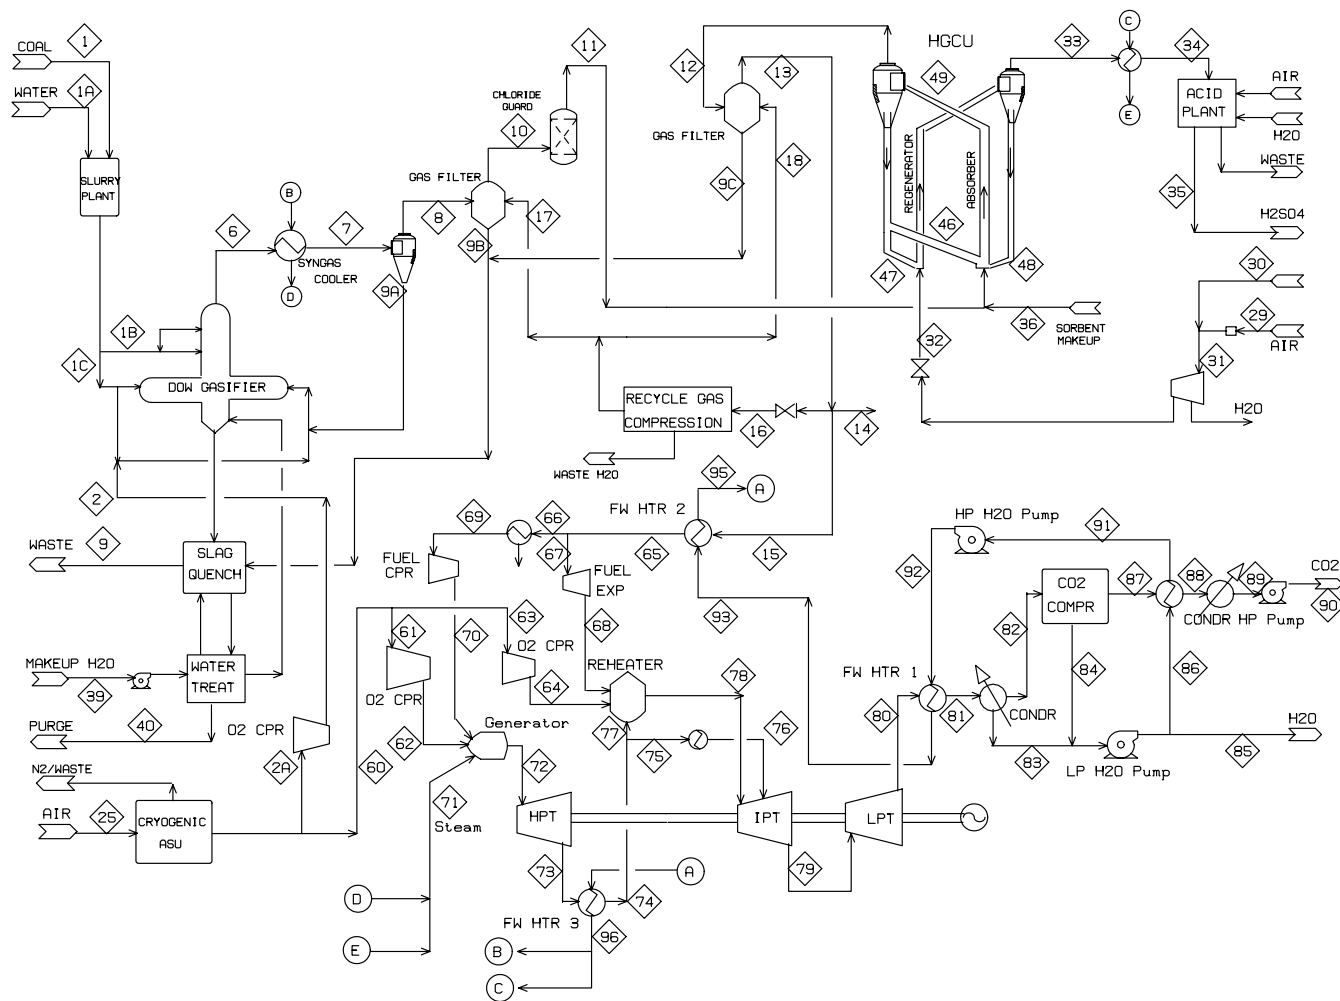 COAL
1
WATER
1A
SLURRY
PLANT
1B
1C
B
6
7
SYNGAS
COOLER
D
DOW GASIFIER
8
9A
GAS FILTER
9B
17
10
CHLORIDE
GUARD
11
12
13
GAS FILTER
9C
18
HGCU
49
REGENERATOR
ABSORBER
46
47
48
33
C
E
34
ACID
PLANT
AIR
H2O
WASTE
35
H2SO4
30
29
AIR
31
H2O
32
36
SORBENT
MAKEUP
RECYCLE GAS
COMPRESSION
16
14
WASTE H2O
2
WASTE
9
SLAG
QUENCH
MAKEUP H2O
39
WATER
TREAT
PURGE
40
O2 CPR
2A
N2/WASTE
AIR
25
CRYOGENIC
ASU
60
95
A
FW HTR 2
69
66
67
65
15
FUEL
CPR
FUEL
EXP
93
61
70
63
68
O2 CPR
O2 CPR
64
REHEATER
78
62
Generator
77
75
76
72
71
Steam
HPT
IPT
LPT
73
79
A
74
FW HTR 3
96
D
E
B
C
HP H2O Pump
91
92
CO2
COMPR
87
88
89
CO2
90
CONDR
HP Pump
82
84
86
FW HTR 1
80
81
CONDR
83
LP H2O Pump
85
H2O